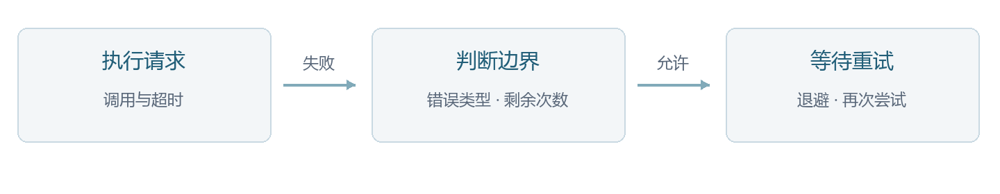 执行请求
调用与超时
失败
判断边界
错误类型 · 剩余次数
允许
等待重试
退避 · 再次尝试